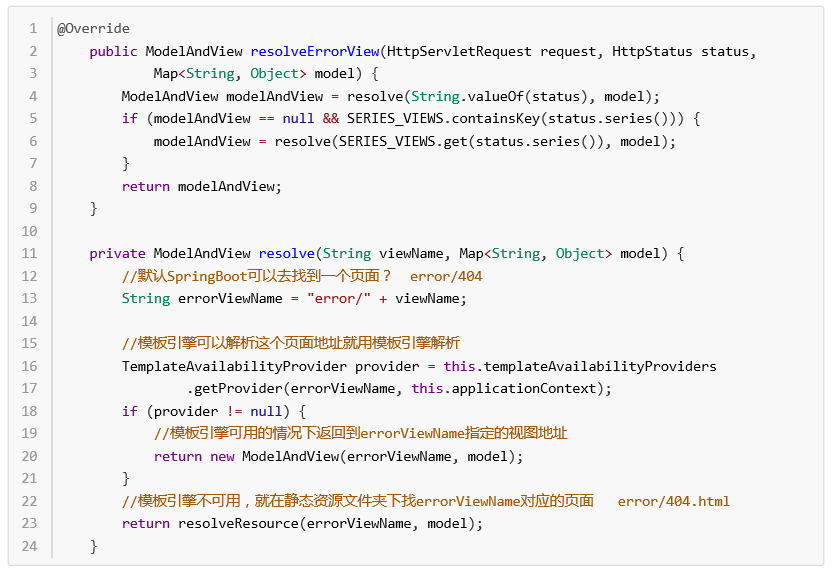 1 @Override
2     public ModelAndView resolveErrorView(HttpServletRequest request, HttpStatus status,
3             Map<String, Object> model) {
4         ModelAndView modelAndView = resolve(String.valueOf(status), model);
5         if (modelAndView == null && SERIES_VIEWS.containsKey(status.series())) {
6             modelAndView = resolve(SERIES_VIEWS.get(status.series()), model);
7         }
8         return modelAndView;
9     }
10
11     private ModelAndView resolve(String viewName, Map<String, Object> model) {
12         //默认SpringBoot可以去找到一个页面？  error/404
13         String errorViewName = "error/" + viewName;
14
15         //模板引擎可以解析这个页面地址就用模板引擎解析
16         TemplateAvailabilityProvider provider = this.templateAvailabilityProviders
17                 .getProvider(errorViewName, this.applicationContext);
18         if (provider != null) {
19             //模板引擎可用的情况下返回到errorViewName指定的视图地址
20             return new ModelAndView(errorViewName, model);
21         }
22         //模板引擎不可用，就在静态资源文件夹下找errorViewName对应的页面   error/404.html
23         return resolveResource(errorViewName, model);
24     }